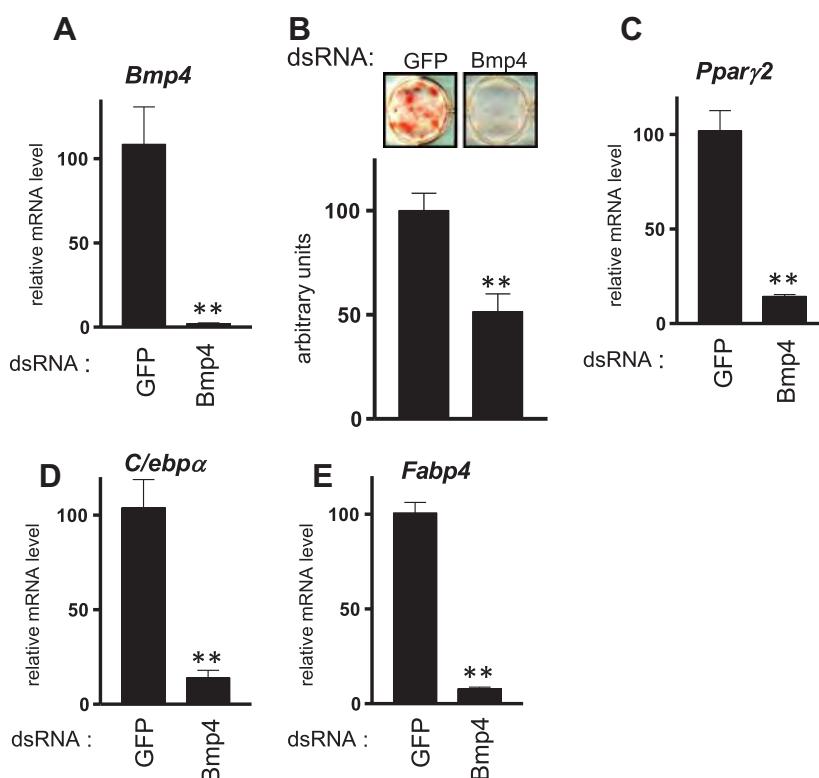 A
Bmp4
relative mRNA level
100
50
0
**
dsRNA :
GFP
Bmp4
B
dsRNA:
GFP
Bmp4
arbitrary units
100
50
0
**
C
Pparγ2
relative mRNA level
100
50
0
**
dsRNA :
GFP
Bmp4
D
C/ebpα
relative mRNA level
100
50
0
**
dsRNA :
GFP
Bmp4
E
Fabp4
relative mRNA level
100
50
0
**
dsRNA :
GFP
Bmp4